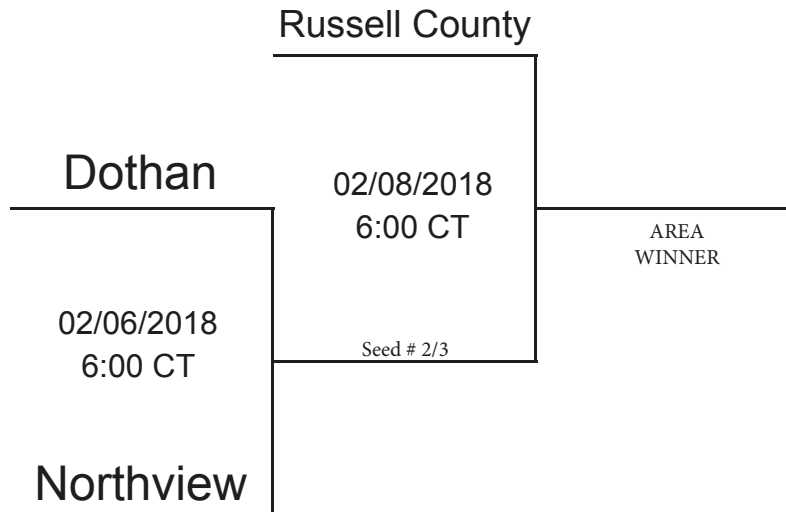 Russell County
Dothan
02/08/2018
6:00 CT
AREA
WINNER
02/06/2018
6:00 CT
Seed # 2/3
Northview